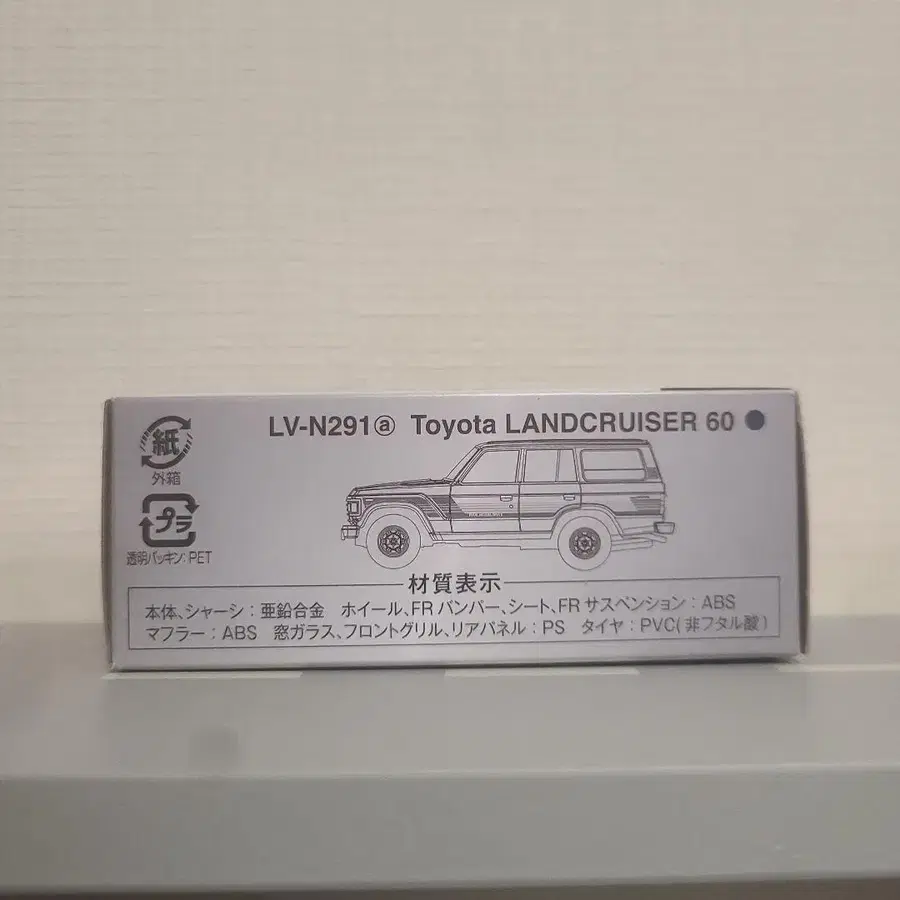 LV-N291ⓐ Toyota LANDCRUISER 60 ●
紙
外箱
プラ
透明パッキン:PET
材質表示
本体、シャーシ:亜鉛合金 ホイール、FRバンパー、シート、FRサスペンション:ABS
マフラー:ABS 窓ガラス、フロントグリル、リアパネル:PS タイヤ:PVC(非フタル酸)